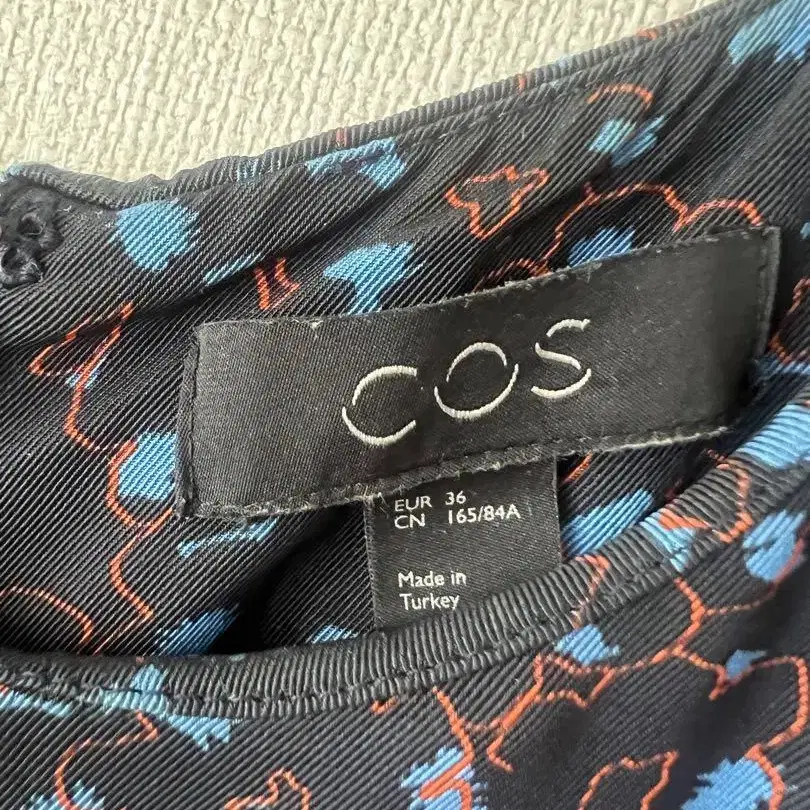 COS
EUR 36
CN 165/84A
Made in
Turkey